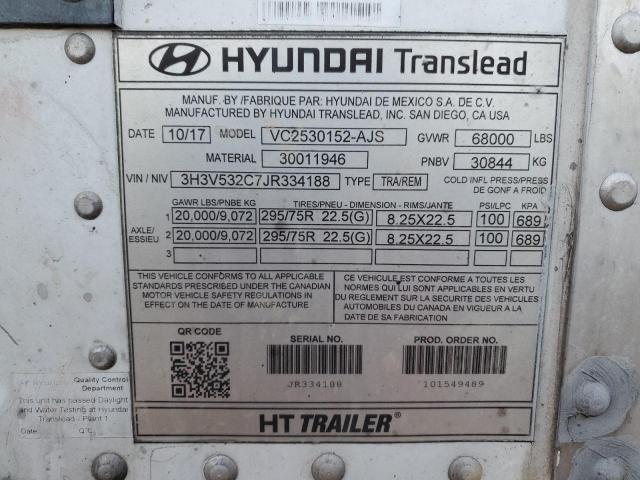 HYUNDAI Translead
MANUF. BY /FABRIQUE PAR: HYUNDAI DE MEXICO S.A. DE C.V.
MANUFACTURED BY HYUNDAI TRANSLEAD, INC. SAN DIEGO, CA USA
DATE 10/17 MODEL VC2530152-AJS GVWR 68000 LBS
MATERIAL 30011946 PNBV 30844 KG
VIN / NIV 3H3V532C7JR334188 TYPE TRA/REM COLD INFL PRESS/PRESS
DE GONF A FROID
GAWR LBS/PNBE KG TIRES/PNEU - DIMENSION - RIMS/JANTE PSI/LPC KPA
1 20,000/9,072 295/75R 22.5(G) 8.25X22.5 100 689
AXLE/
ESSIEU
2 20,000/9,072 295/75R 22.5(G) 8.25X22.5 100 689
3
THIS VEHICLE CONFORMS TO ALL APPLICABLE
STANDARDS PRESCRIBED UNDER THE CANADIAN
MOTOR VEHICLE SAFETY REGULATIONS IN
EFFECT ON THE DATE OF MANUFACTURE
CE VEHICULE EST CONFORME A TOUTES LES
NORMES QUI LUI SONT APPLICABLES EN VERTU
DU REGLEMENT SUR LA SECURITE DES VEHICULES
AUTOMOBILES DU CANADA EN VIGUEUR A LA
DATE DE SA FABRICATION
QR CODE
SERIAL NO.
JR334188
PROD. ORDER NO.
101549489
HT TRAILER®
HYUNDAI Quality Control
Department
This unit has passed Daylight
and Water Testing at Hyundai
Translead - Plant 1
Date Q.C.